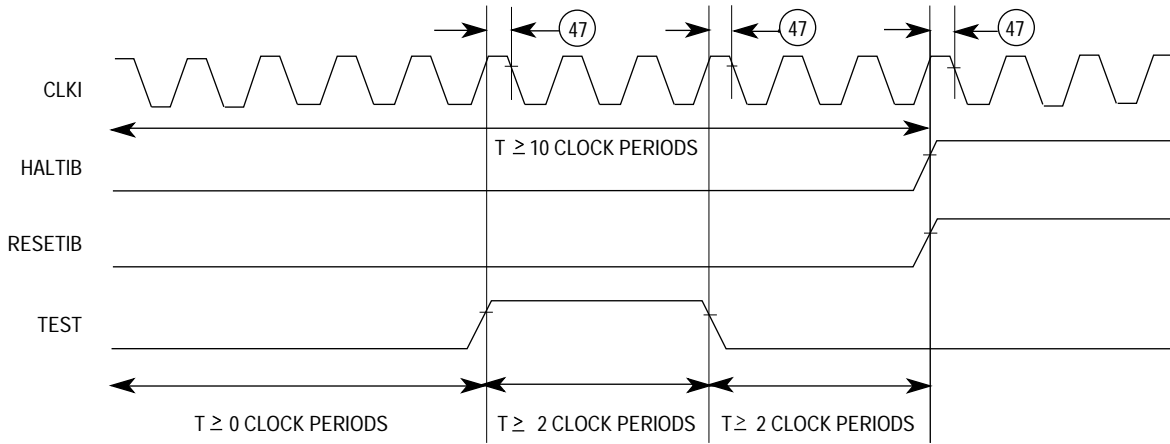 47 47 47
CLKI
T ≥ 10 CLOCK PERIODS
HALTIB
RESETIB
TEST
T ≥ 0 CLOCK PERIODS T ≥ 2 CLOCK PERIODS T ≥ 2 CLOCK PERIODS